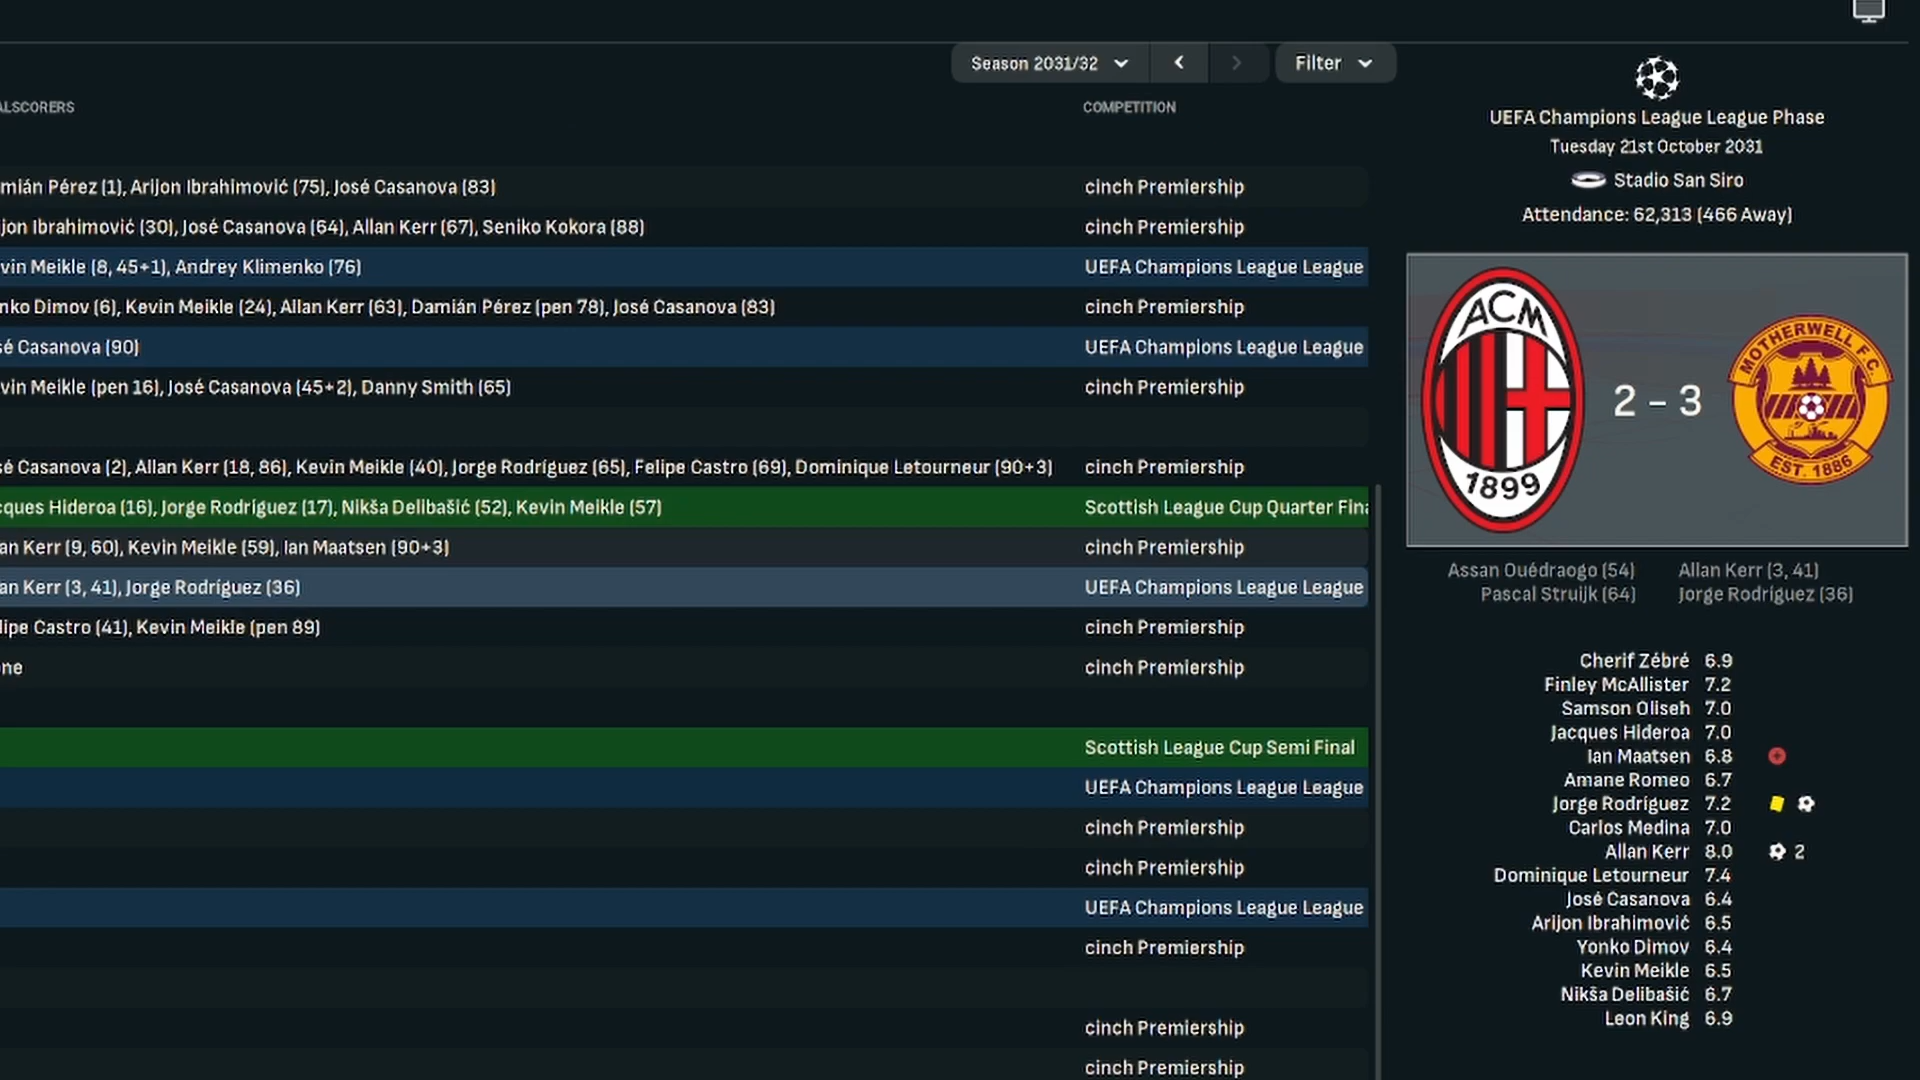 Season 2031/32
Filter
ALSCORERS
COMPETITION
mián Pérez (1), Arijon Ibrahimović (75), José Casanova (83) cinch Premiership
jon Ibrahimović (30), José Casanova (64), Allan Kerr (67), Seniko Kokora (88) cinch Premiership
vin Meikle (8, 45+1), Andrey Klimenko (76) UEFA Champions League League
nko Dimov (6), Kevin Meikle (24), Allan Kerr (63), Damián Pérez (pen 78), José Casanova (83) cinch Premiership
sé Casanova (90) UEFA Champions League League
vin Meikle (pen 16), José Casanova (45+2), Danny Smith (65) cinch Premiership
sé Casanova (2), Allan Kerr (18, 86), Kevin Meikle (40), Jorge Rodríguez (65), Felipe Castro (69), Dominique Letourneur (90+3) cinch Premiership
cques Hideroa (16), Jorge Rodríguez (17), Nikša Delibašić (52), Kevin Meikle (57) Scottish League Cup Quarter Fina
an Kerr (9, 60), Kevin Meikle (59), Ian Maatsen (90+3) cinch Premiership
an Kerr (3, 41), Jorge Rodríguez (36) UEFA Champions League League
lipe Castro (41), Kevin Meikle (pen 89) cinch Premiership
ne cinch Premiership
Scottish League Cup Semi Final
UEFA Champions League League
cinch Premiership
cinch Premiership
UEFA Champions League League
cinch Premiership
cinch Premiership
cinch Premiership
UEFA Champions League League Phase
Tuesday 21st October 2031
Stadio San Siro
Attendance: 62,313 (466 Away)
ACM
1899
2 - 3
MOTHERWELL F.C.
EST. 1886
Assan Ouédraogo (54)
Pascal Struijk (64)
Allan Kerr (3, 41)
Jorge Rodríguez (36)
Cherif Zébré 6.9
Finley McAllister 7.2
Samson Oliseh 7.0
Jacques Hideroa 7.0
Ian Maatsen 6.8
Amane Romeo 6.7
Jorge Rodríguez 7.2
Carlos Medina 7.0
Allan Kerr 8.0 2
Dominique Letourneur 7.4
José Casanova 6.4
Arijon Ibrahimović 6.5
Yonko Dimov 6.4
Kevin Meikle 6.5
Nikša Delibašić 6.7
Leon King 6.9